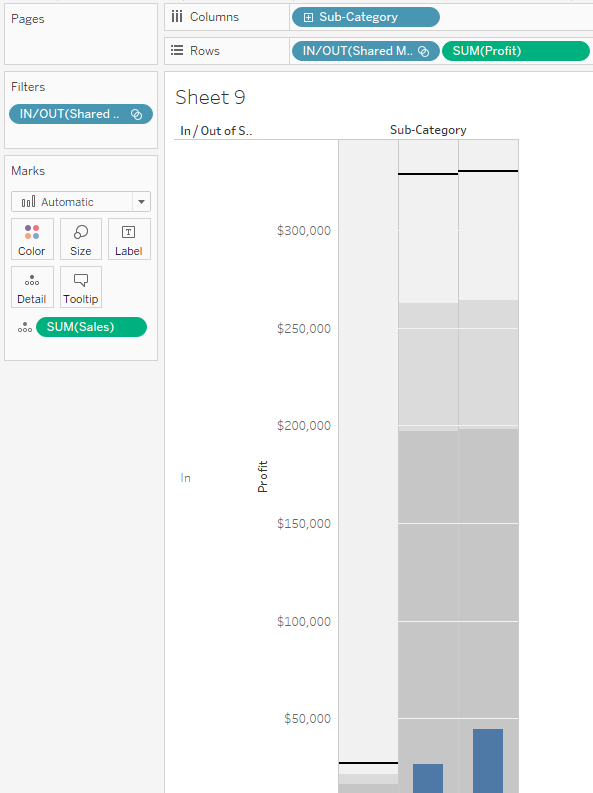 Pages
Columns
Sub-Category
Rows
IN/OUT(Shared M..
SUM(Profit)
Filters
IN/OUT(Shared ..
Marks
Automatic
Color
Size
Label
Detail
Tooltip
SUM(Sales)
Sheet 9
In / Out of S..
Sub-Category
$300,000
$250,000
$200,000
In
Profit
$150,000
$100,000
$50,000